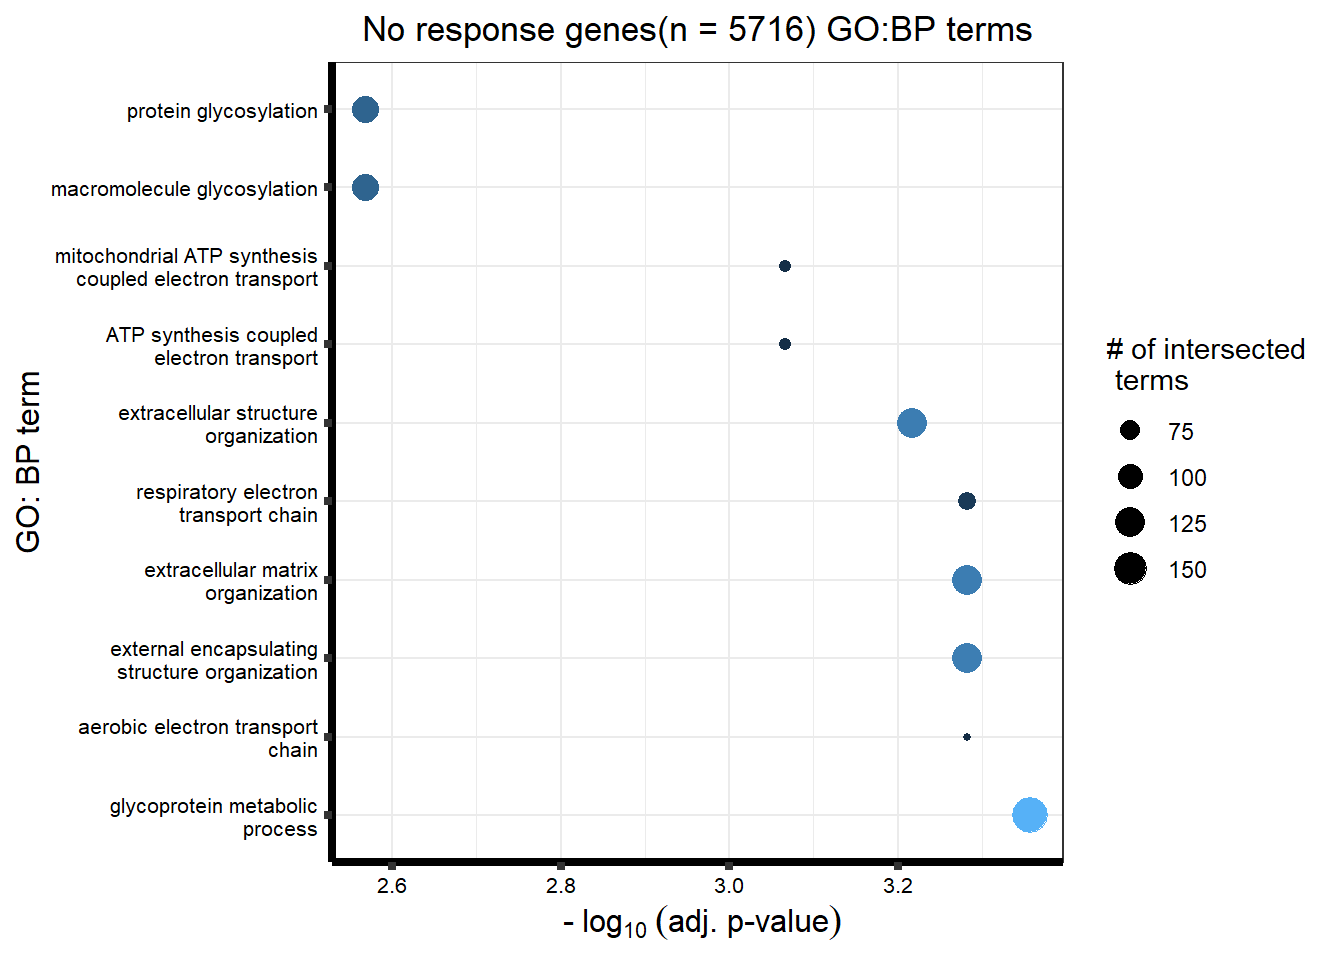 No response genes(n = 5716) GO:BP terms
GO: BP term
protein glycosylation
macromolecule glycosylation
mitochondrial ATP synthesis
coupled electron transport
ATP synthesis coupled
electron transport
extracellular structure
organization
respiratory electron
transport chain
extracellular matrix
organization
external encapsulating
structure organization
aerobic electron transport
chain
glycoprotein metabolic
process
2.6 2.8 3.0 3.2
- log10 (adj. p-value)
# of intersected
terms
75
100
125
150